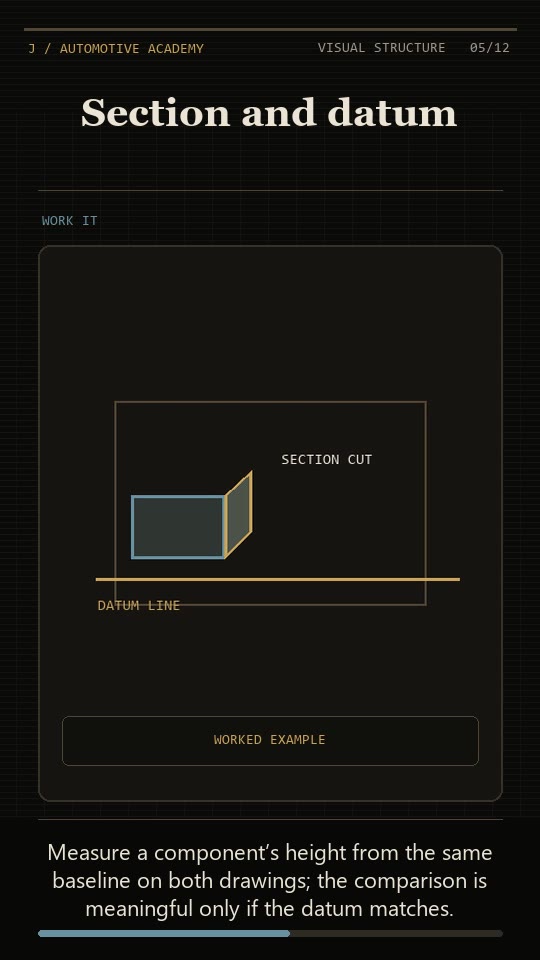 J / AUTOMOTIVE ACADEMY
VISUAL STRUCTURE 05/12
Section and datum
WORK IT
SECTION CUT
DATUM LINE
WORKED EXAMPLE
Measure a component’s height from the same
baseline on both drawings; the comparison is
meaningful only if the datum matches.